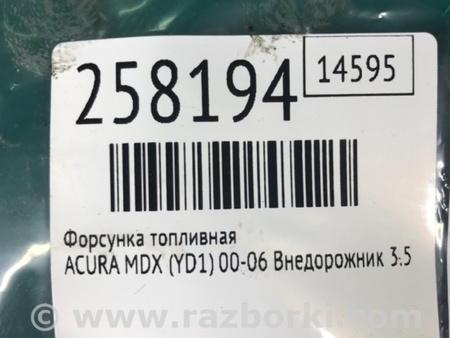 258194
14595
Форсунка топливная
ACURA MDX (YD1) 00-06 Внедорожник 3.5
© www.razborki.com